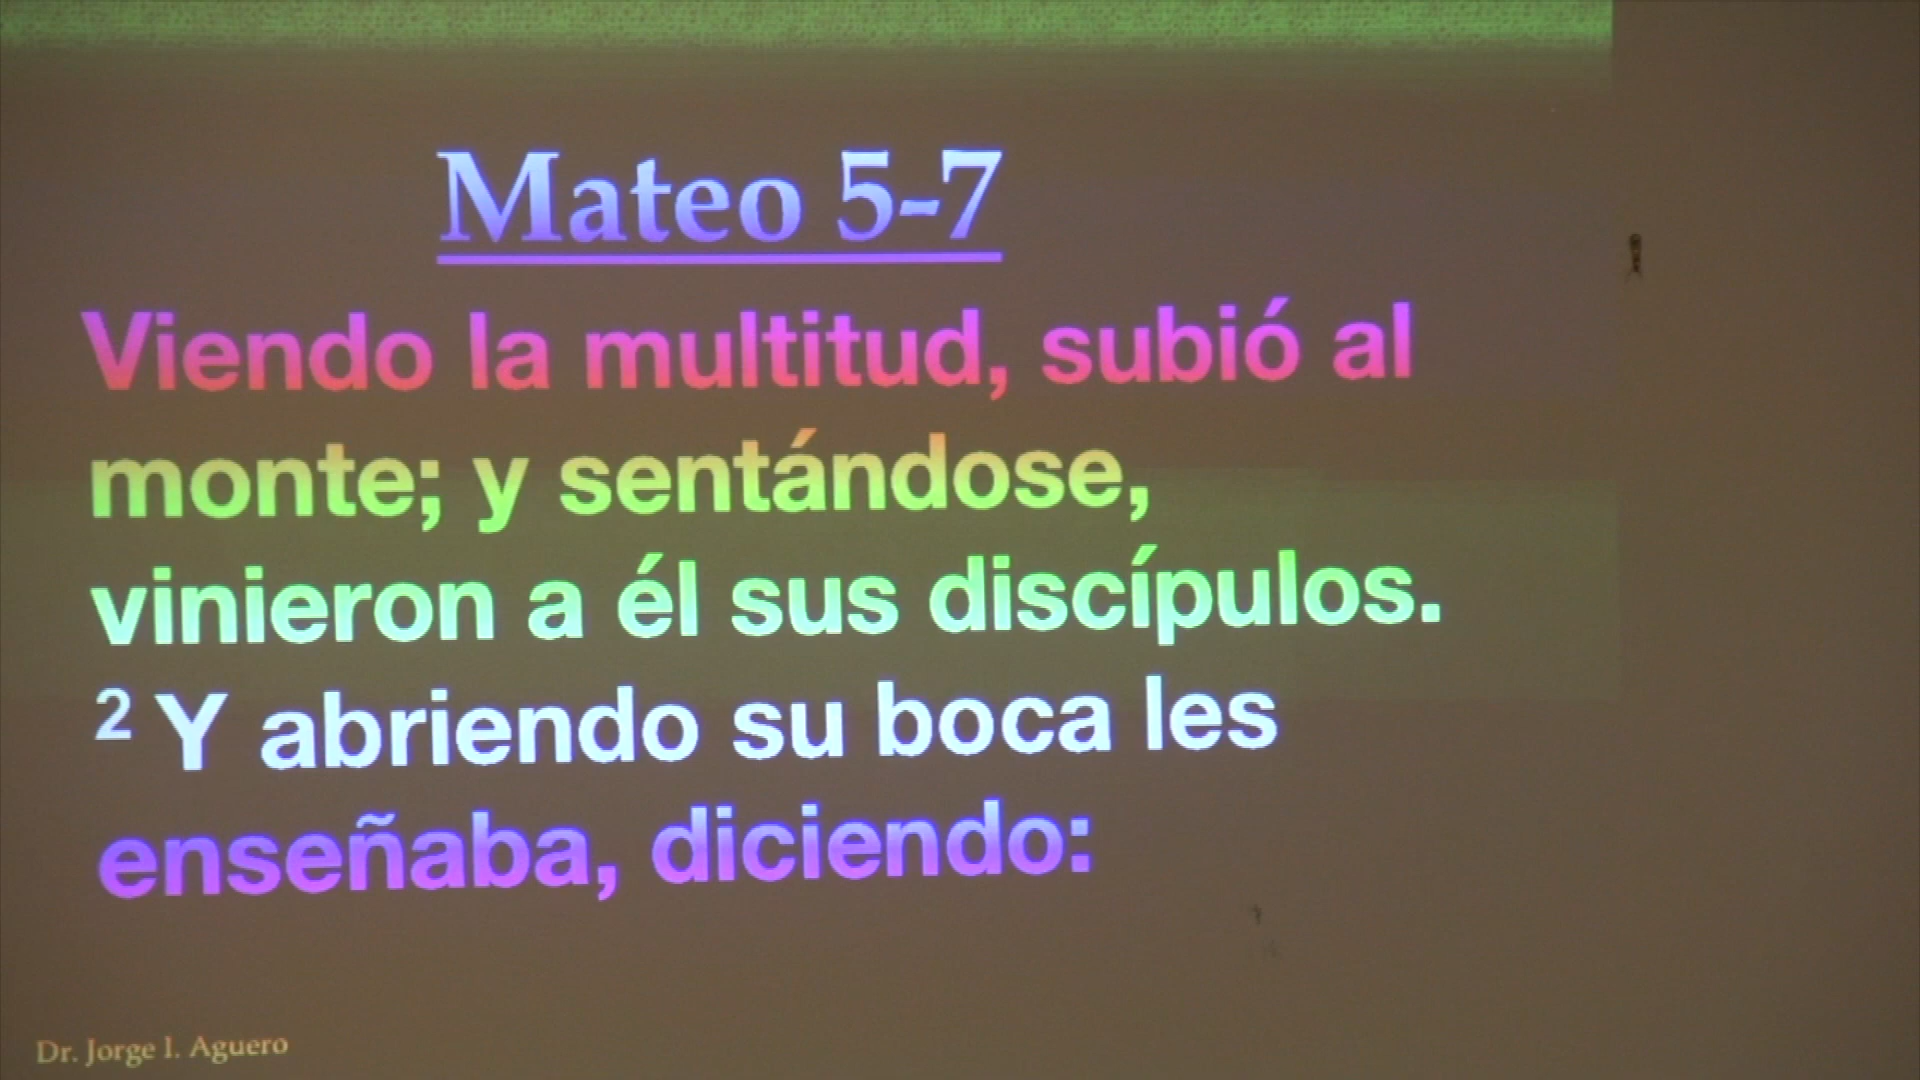 Mateo 5-7
Viendo la multitud, subió al
monte; y sentándose,
vinieron a él sus discípulos.
² Y abriendo su boca les
enseñaba, diciendo:
Dr. Jorge I. Aguero